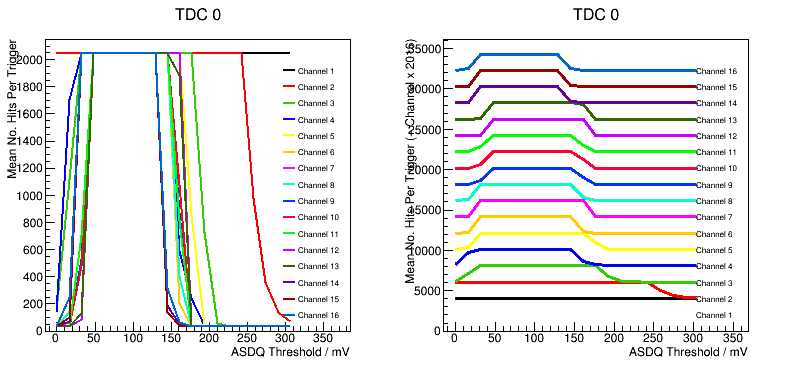 TDC 0
Mean No. Hits Per Trigger
2000
1800
1600
1400
1200
1000
800
600
400
200
0
Channel 1
Channel 2
Channel 3
Channel 4
Channel 5
Channel 6
Channel 7
Channel 8
Channel 9
Channel 10
Channel 11
Channel 12
Channel 13
Channel 14
Channel 15
Channel 16
0 50 100 150 200 250 300 350
ASDQ Threshold / mV
TDC 0
Mean No. Hits Per Trigger (+ Channel x 2016)
35000
30000
25000
20000
15000
10000
5000
0
Channel 16
Channel 15
Channel 14
Channel 13
Channel 12
Channel 11
Channel 10
Channel 9
Channel 8
Channel 7
Channel 6
Channel 5
Channel 4
Channel 3
Channel 2
Channel 1
0 50 100 150 200 250 300 350
ASDQ Threshold / mV